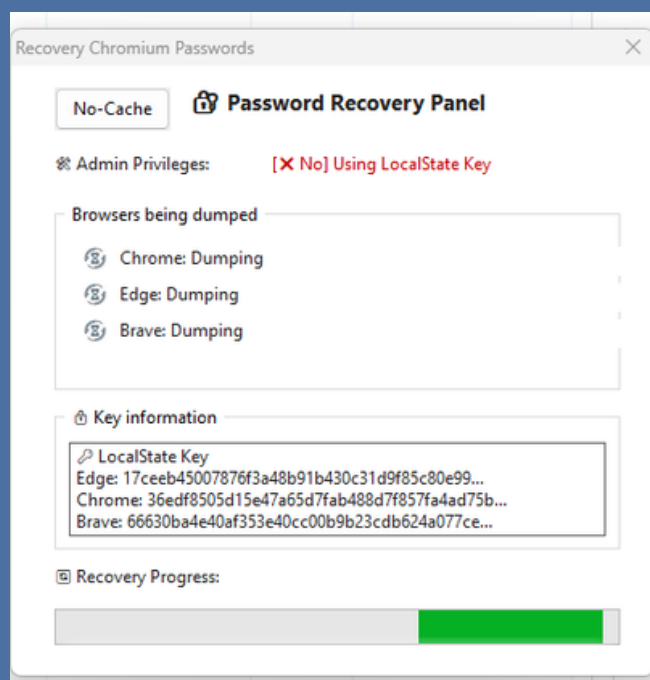 Recovery Chromium Passwords
No-Cache
Password Recovery Panel
Admin Privileges: [❌ No] Using LocalState Key
Browsers being dumped
Chrome: Dumping
Edge: Dumping
Brave: Dumping
Key information
LocalState Key
Edge: 17ceeb45007876f3a48b91b430c31d9f85c80e99...
Chrome: 36edf8505d15e47a65d7fab488d7f857fa4ad75b...
Brave: 66630ba4e40af353e40cc00b9b23cdb624a077ce...
Recovery Progress: